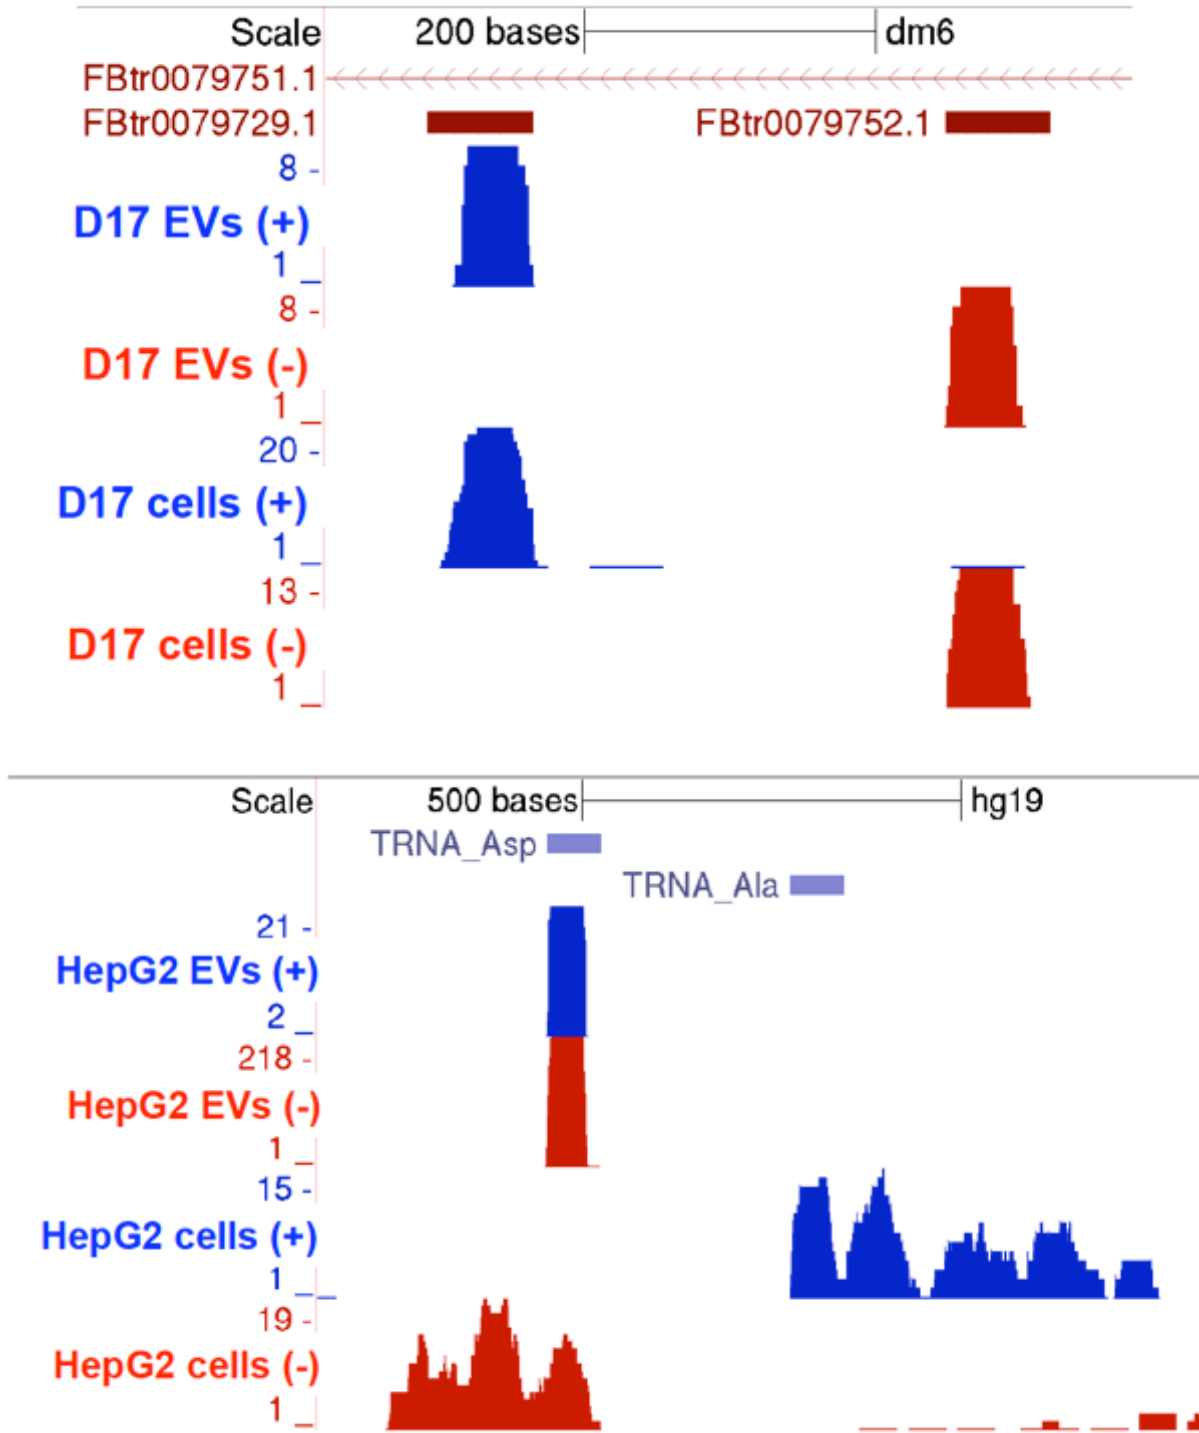 Scale 200 bases dm6
FBtr0079751.1
FBtr0079729.1 FBtr0079752.1
8 -
D17 EVs (+)
1 _
8 -
D17 EVs (-)
1 _
20 -
D17 cells (+)
1 _
13 -
D17 cells (-)
1 _
Scale 500 bases hg19
TRNA_Asp
TRNA_Ala
21 -
HepG2 EVs (+)
2 _
218 -
HepG2 EVs (-)
1 _
15 -
HepG2 cells (+)
1 _
19 -
HepG2 cells (-)
1 _